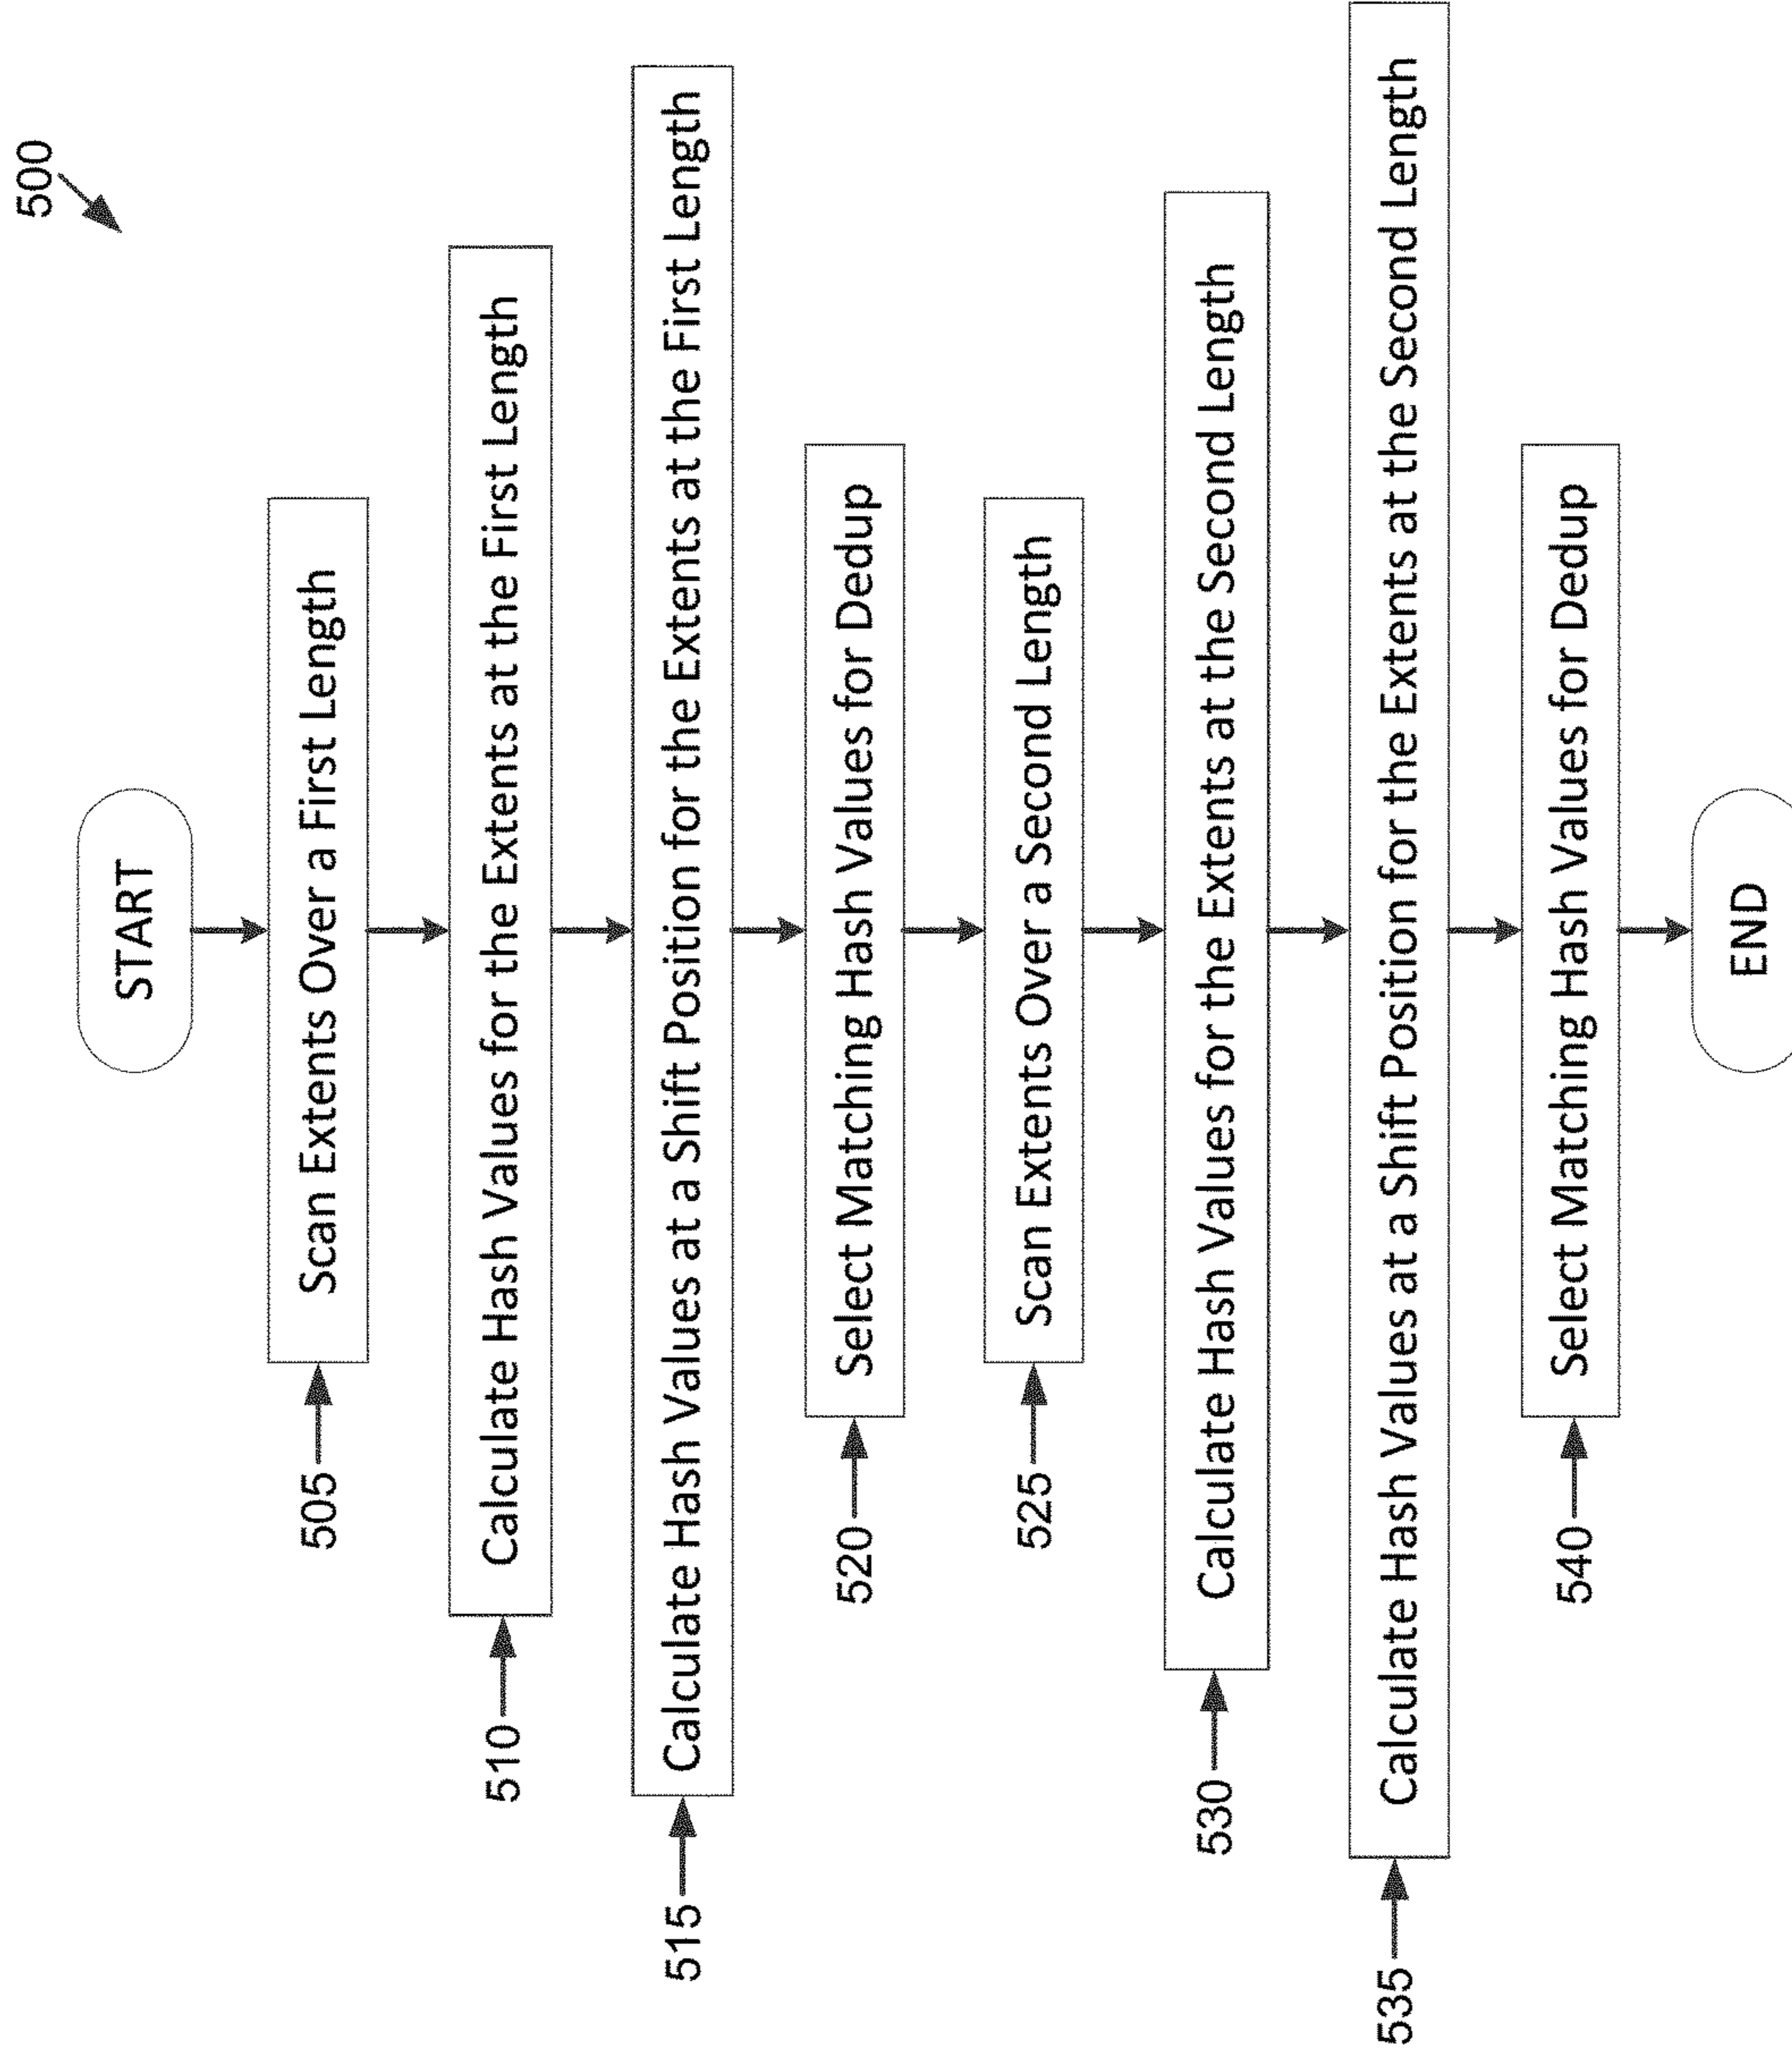 500
START
505
Scan Extents Over a First Length
510
Calculate Hash Values for the Extents at the First Length
515
Calculate Hash Values at a Shift Position for the Extents at the First Length
520
Select Matching Hash Values for Dedup
525
Scan Extents Over a Second Length
530
Calculate Hash Values for the Extents at the Second Length
535
Calculate Hash Values at a Shift Position for the Extents at the Second Length
540
Select Matching Hash Values for Dedup
END